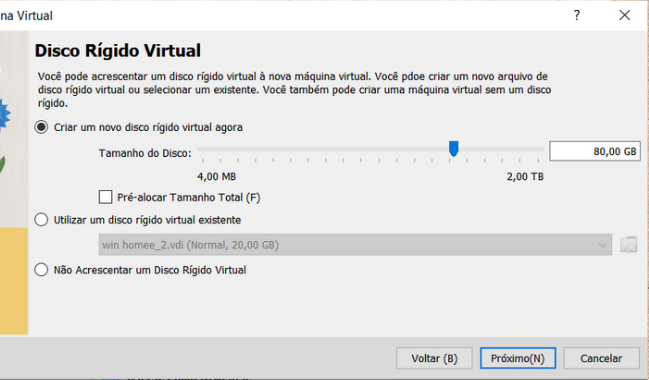 na Virtual
Disco Rígido Virtual
Você pode acrescentar um disco rígido virtual à nova máquina virtual. Você pdoe criar um novo arquivo de
disco rígido virtual ou selecionar um existente. Você também pode criar uma máquina virtual sem um disco
rígido.
Criar um novo disco rígido virtual agora
Tamanho do Disco:
80,00 GB
4,00 MB
2,00 TB
Pré-alocar Tamanho Total (F)
Utilizar um disco rígido virtual existente
win homee_2.vdi (Normal, 20,00 GB)
Não Acrescentar um Disco Rígido Virtual
Voltar (B)
Próximo(N)
Cancelar